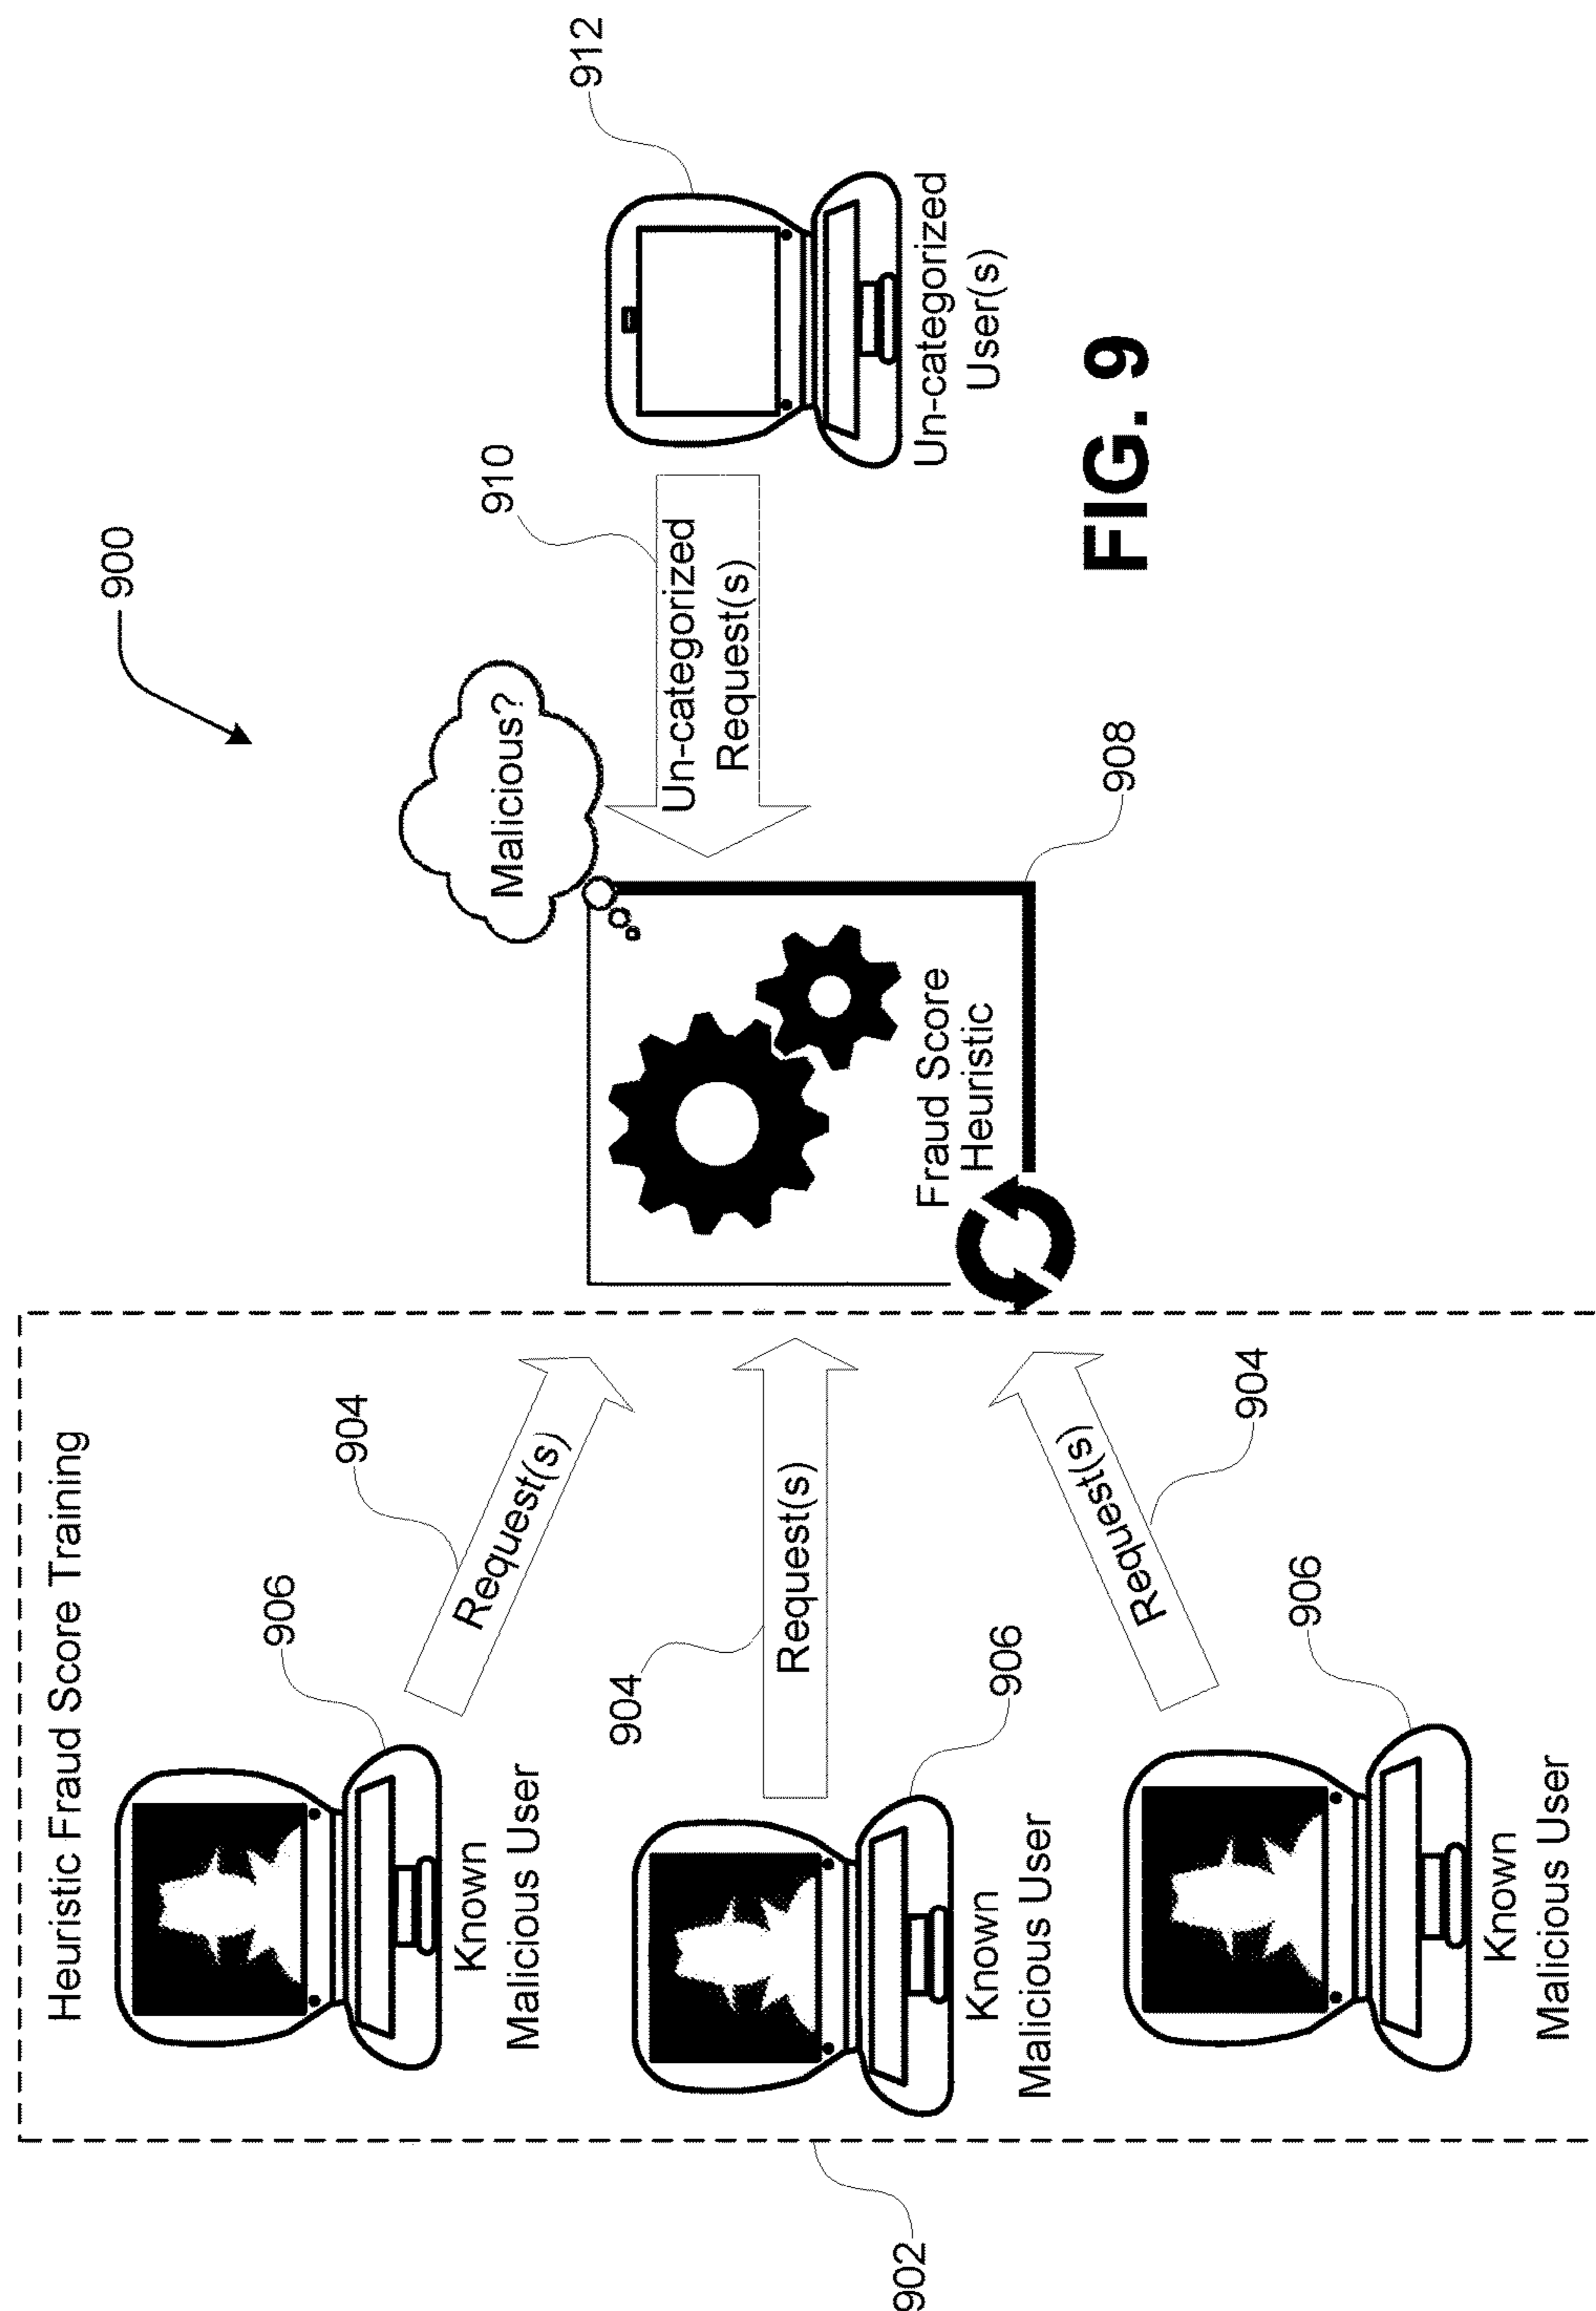 900
Heuristic Fraud Score Training
906
904
Request(s)
Known
Malicious User
904
Request(s)
906
Known
Malicious User
904
Request(s)
906
Known
Malicious User
902
Malicious?
Fraud Score
Heuristic
908
910
Un-categorized
Request(s)
912
Un-categorized
User(s)
FIG. 9